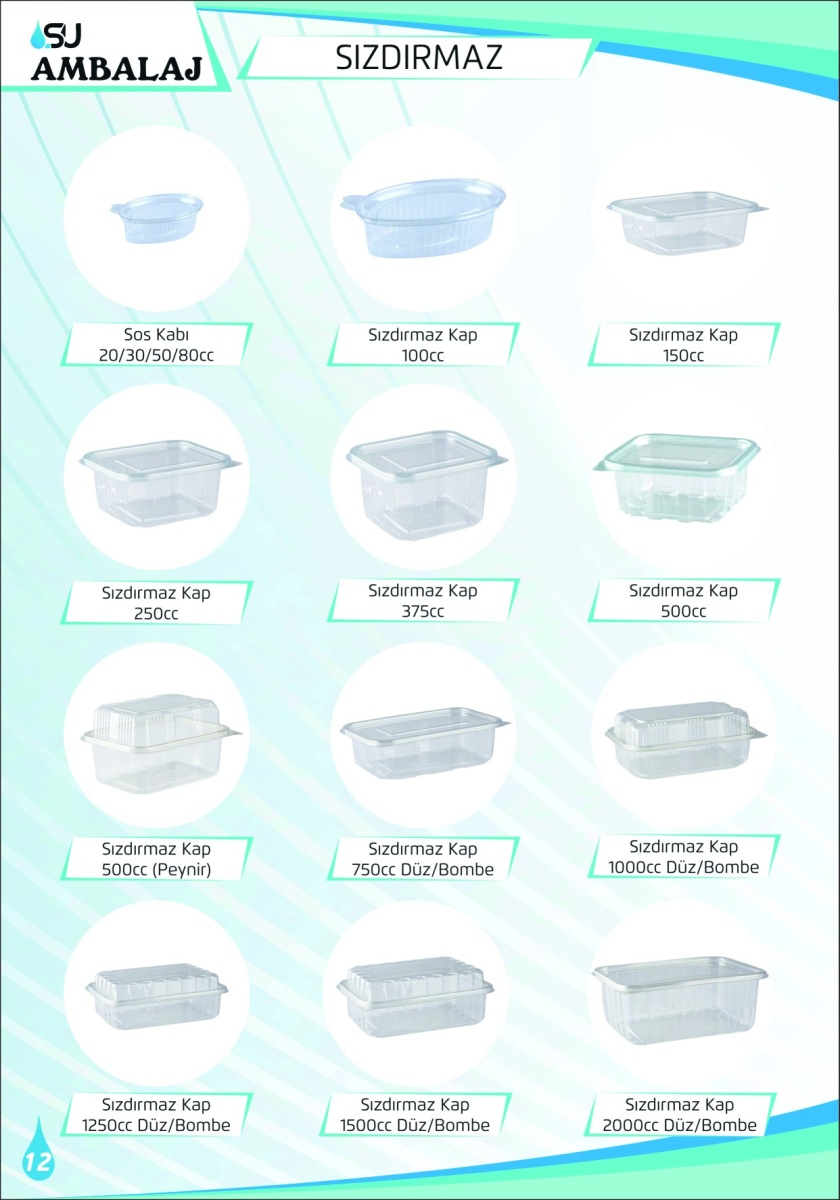 SU
AMBALAJ
SIZDIRMAZ
Sos Kabı
20/30/50/80cc
Sızdırmaz Kap
100cc
Sızdırmaz Kap
150cc
Sızdırmaz Kap
250cc
Sızdırmaz Kap
375cc
Sızdırmaz Kap
500cc
Sızdırmaz Kap
500cc (Peynir)
Sızdırmaz Kap
750cc Düz/Bombe
Sızdırmaz Kap
1000cc Düz/Bombe
Sızdırmaz Kap
1250cc Düz/Bombe
Sızdırmaz Kap
1500cc Düz/Bombe
Sızdırmaz Kap
2000cc Düz/Bombe
12